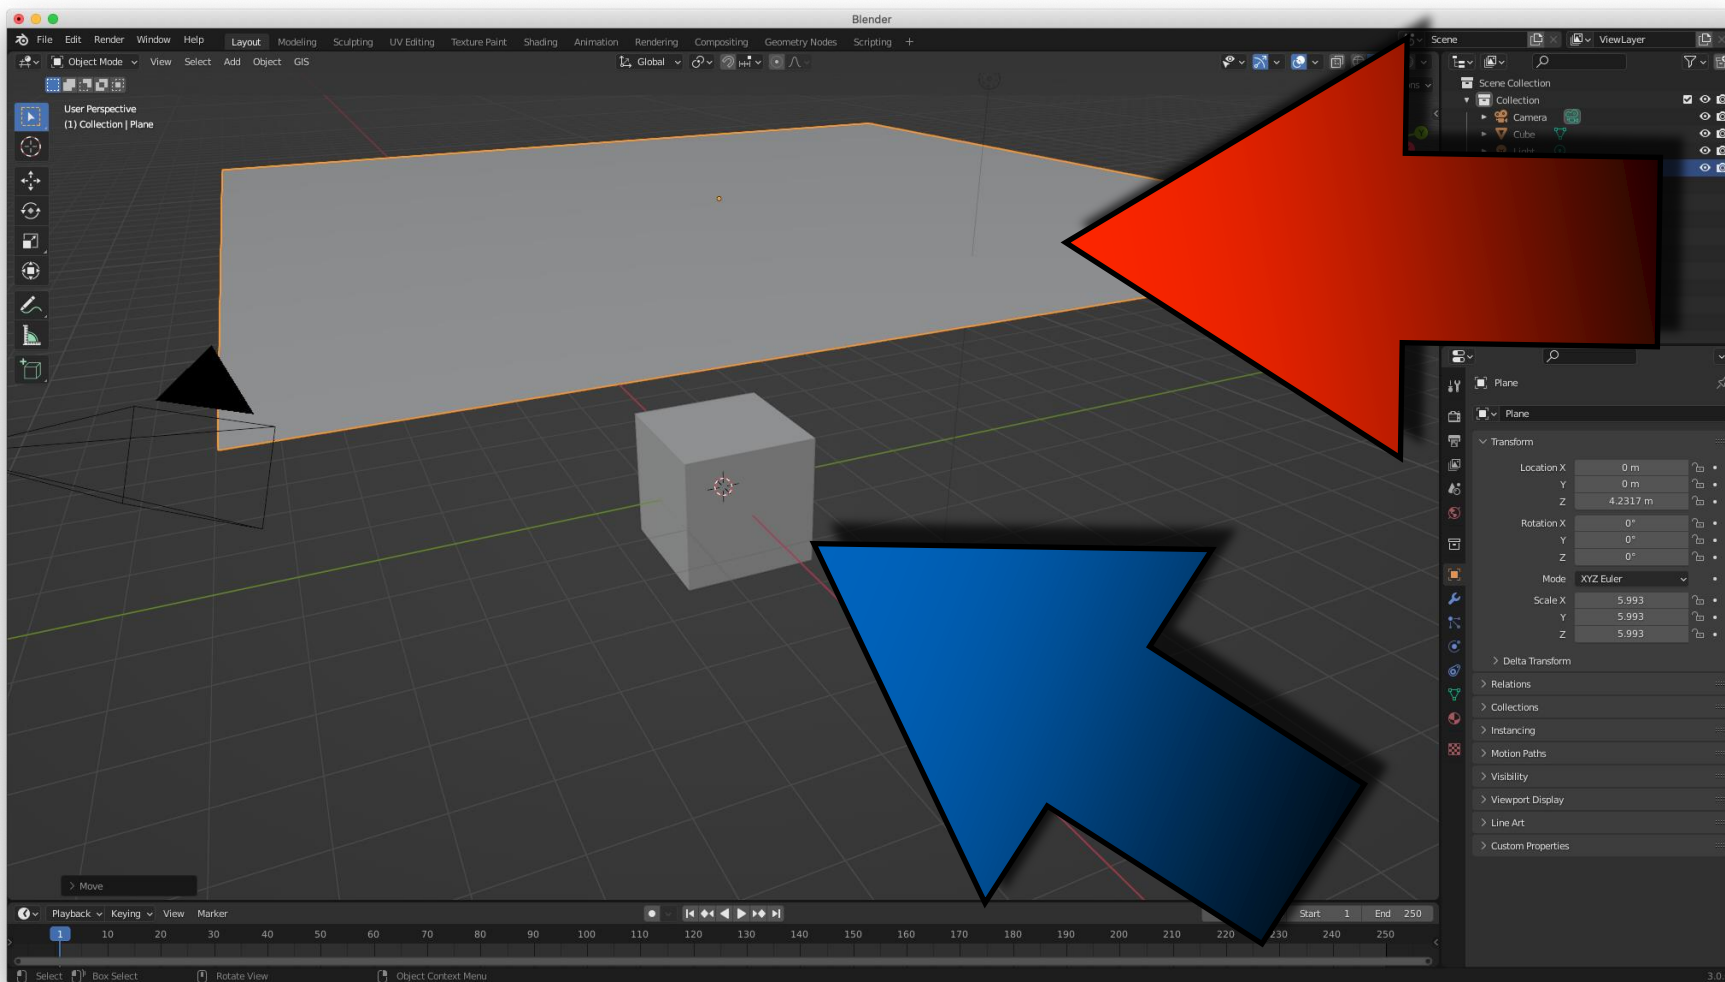 Blender
File Edit Render Window Help Layout Modeling Sculpting UV Editing Texture Paint Shading Animation Rendering Compositing Geometry Nodes Scripting + Scene ViewLayer
Object Mode View Select Add Object GIS Global
User Perspective
(1) Collection | Plane
Scene Collection
Collection
Camera
Cube
Light
Plane
Plane
Transform
Location X 0 m
Y 0 m
Z 4.2317 m
Rotation X 0°
Y 0°
Z 0°
Mode XYZ Euler
Scale X 5.993
Y 5.993
Z 5.993
Delta Transform
Relations
Collections
Instancing
Motion Paths
Visibility
Viewport Display
Line Art
Custom Properties
Move
Playback Keying View Marker Start 1 End 250
1 10 20 30 40 50 60 70 80 90 100 110 120 130 140 150 160 170 180 190 200 210 220 230 240 250
Select Box Select Rotate View Object Context Menu 3.0.